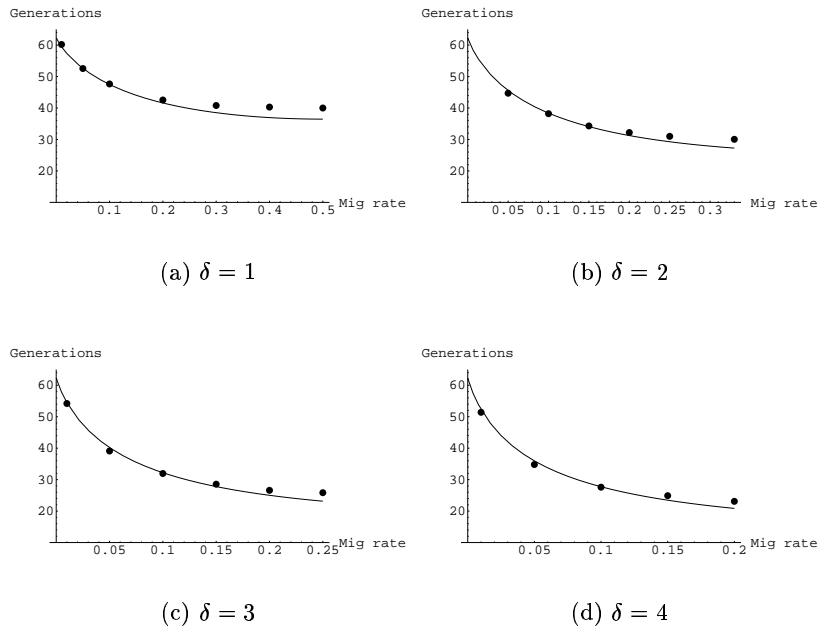 Generations
60
50
40
30
20
0.1 0.2 0.3 0.4 0.5 Mig rate
(a) δ = 1
Generations
60
50
40
30
20
0.05 0.1 0.15 0.2 0.25 0.3 Mig rate
(b) δ = 2
Generations
60
50
40
30
20
0.05 0.1 0.15 0.2 0.25 Mig rate
(c) δ = 3
Generations
60
50
40
30
20
0.05 0.1 0.15 0.2 Mig rate
(d) δ = 4